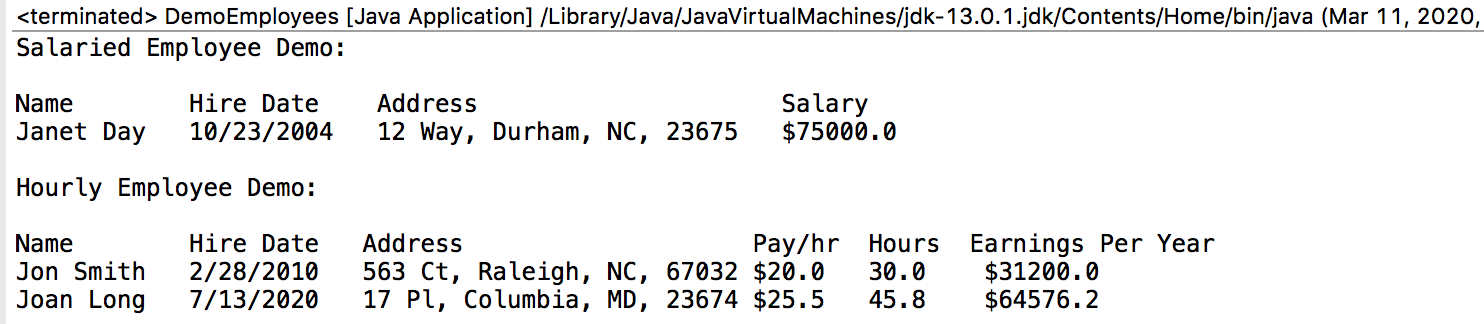 <terminated> DemoEmployees [Java Application] /Library/Java/JavaVirtualMachines/jdk-13.0.1.jdk/Contents/Home/bin/java (Mar 11, 2020,
Salaried Employee Demo:
Name Hire Date Address Salary
Janet Day 10/23/2004 12 Way, Durham, NC, 23675 $75000.0
Hourly Employee Demo:
Name Hire Date Address Pay/hr Hours Earnings Per Year
Jon Smith 2/28/2010 563 Ct, Raleigh, NC, 67032 $20.0 30.0 $31200.0
Joan Long 7/13/2020 17 Pl, Columbia, MD, 23674 $25.5 45.8 $64576.2